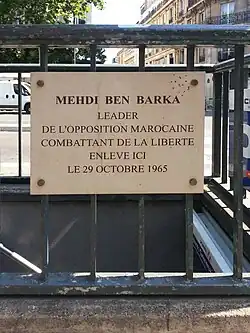 MEHDI BEN BARKA
LEADER
DE L'OPPOSITION MAROCAINE
COMBATTANT DE LA LIBERTE
ENLEVE ICI
LE 29 OCTOBRE 1965